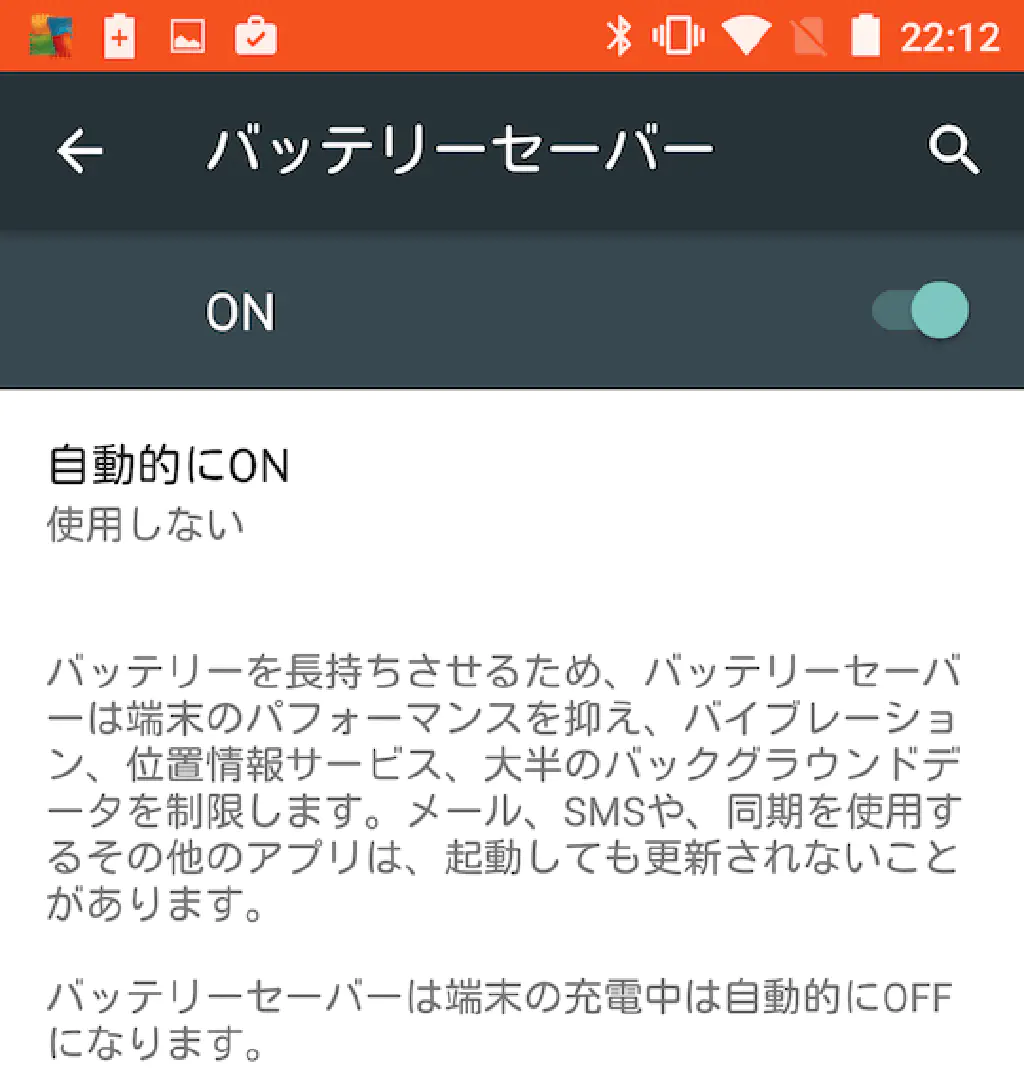 22:12
バッテリーセーバー
ON
自動的にON
使用しない
バッテリーを長持ちさせるため、バッテリーセーバ
ーは端末のパフォーマンスを抑え、バイブレーショ
ン、位置情報サービス、大半のバックグラウンドデ
ータを制限します。メール、SMSや、同期を使用す
るその他のアプリは、起動しても更新されないこと
があります。
バッテリーセーバーは端末の充電中は自動的にOFF
になります。